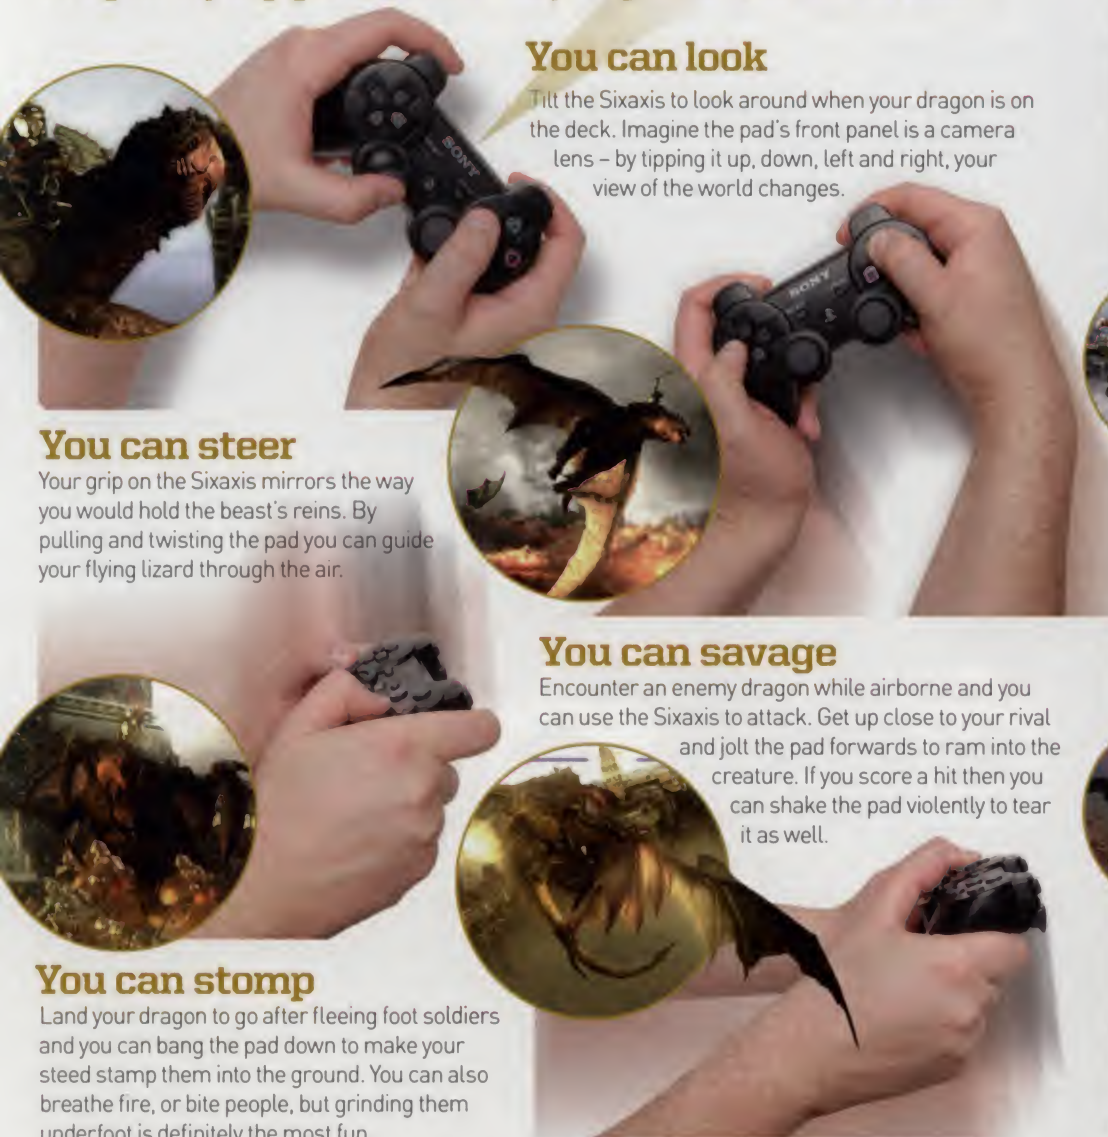 You can look
Tilt the Sixaxis to look around when your dragon is on
the deck. Imagine the pad's front panel is a camera
lens – by tipping it up, down, left and right, your
view of the world changes.
SONY
SONY
You can steer
Your grip on the Sixaxis mirrors the way
you would hold the beast's reins. By
pulling and twisting the pad you can guide
your flying lizard through the air.
You can savage
Encounter an enemy dragon while airborne and you
can use the Sixaxis to attack. Get up close to your rival
and jolt the pad forwards to ram into the
creature. If you score a hit then you
can shake the pad violently to tear
it as well.
You can stomp
Land your dragon to go after fleeing foot soldiers
and you can bang the pad down to make your
steed stamp them into the ground. You can also
breathe fire, or bite people, but grinding them
underfoot is definitely the most fun